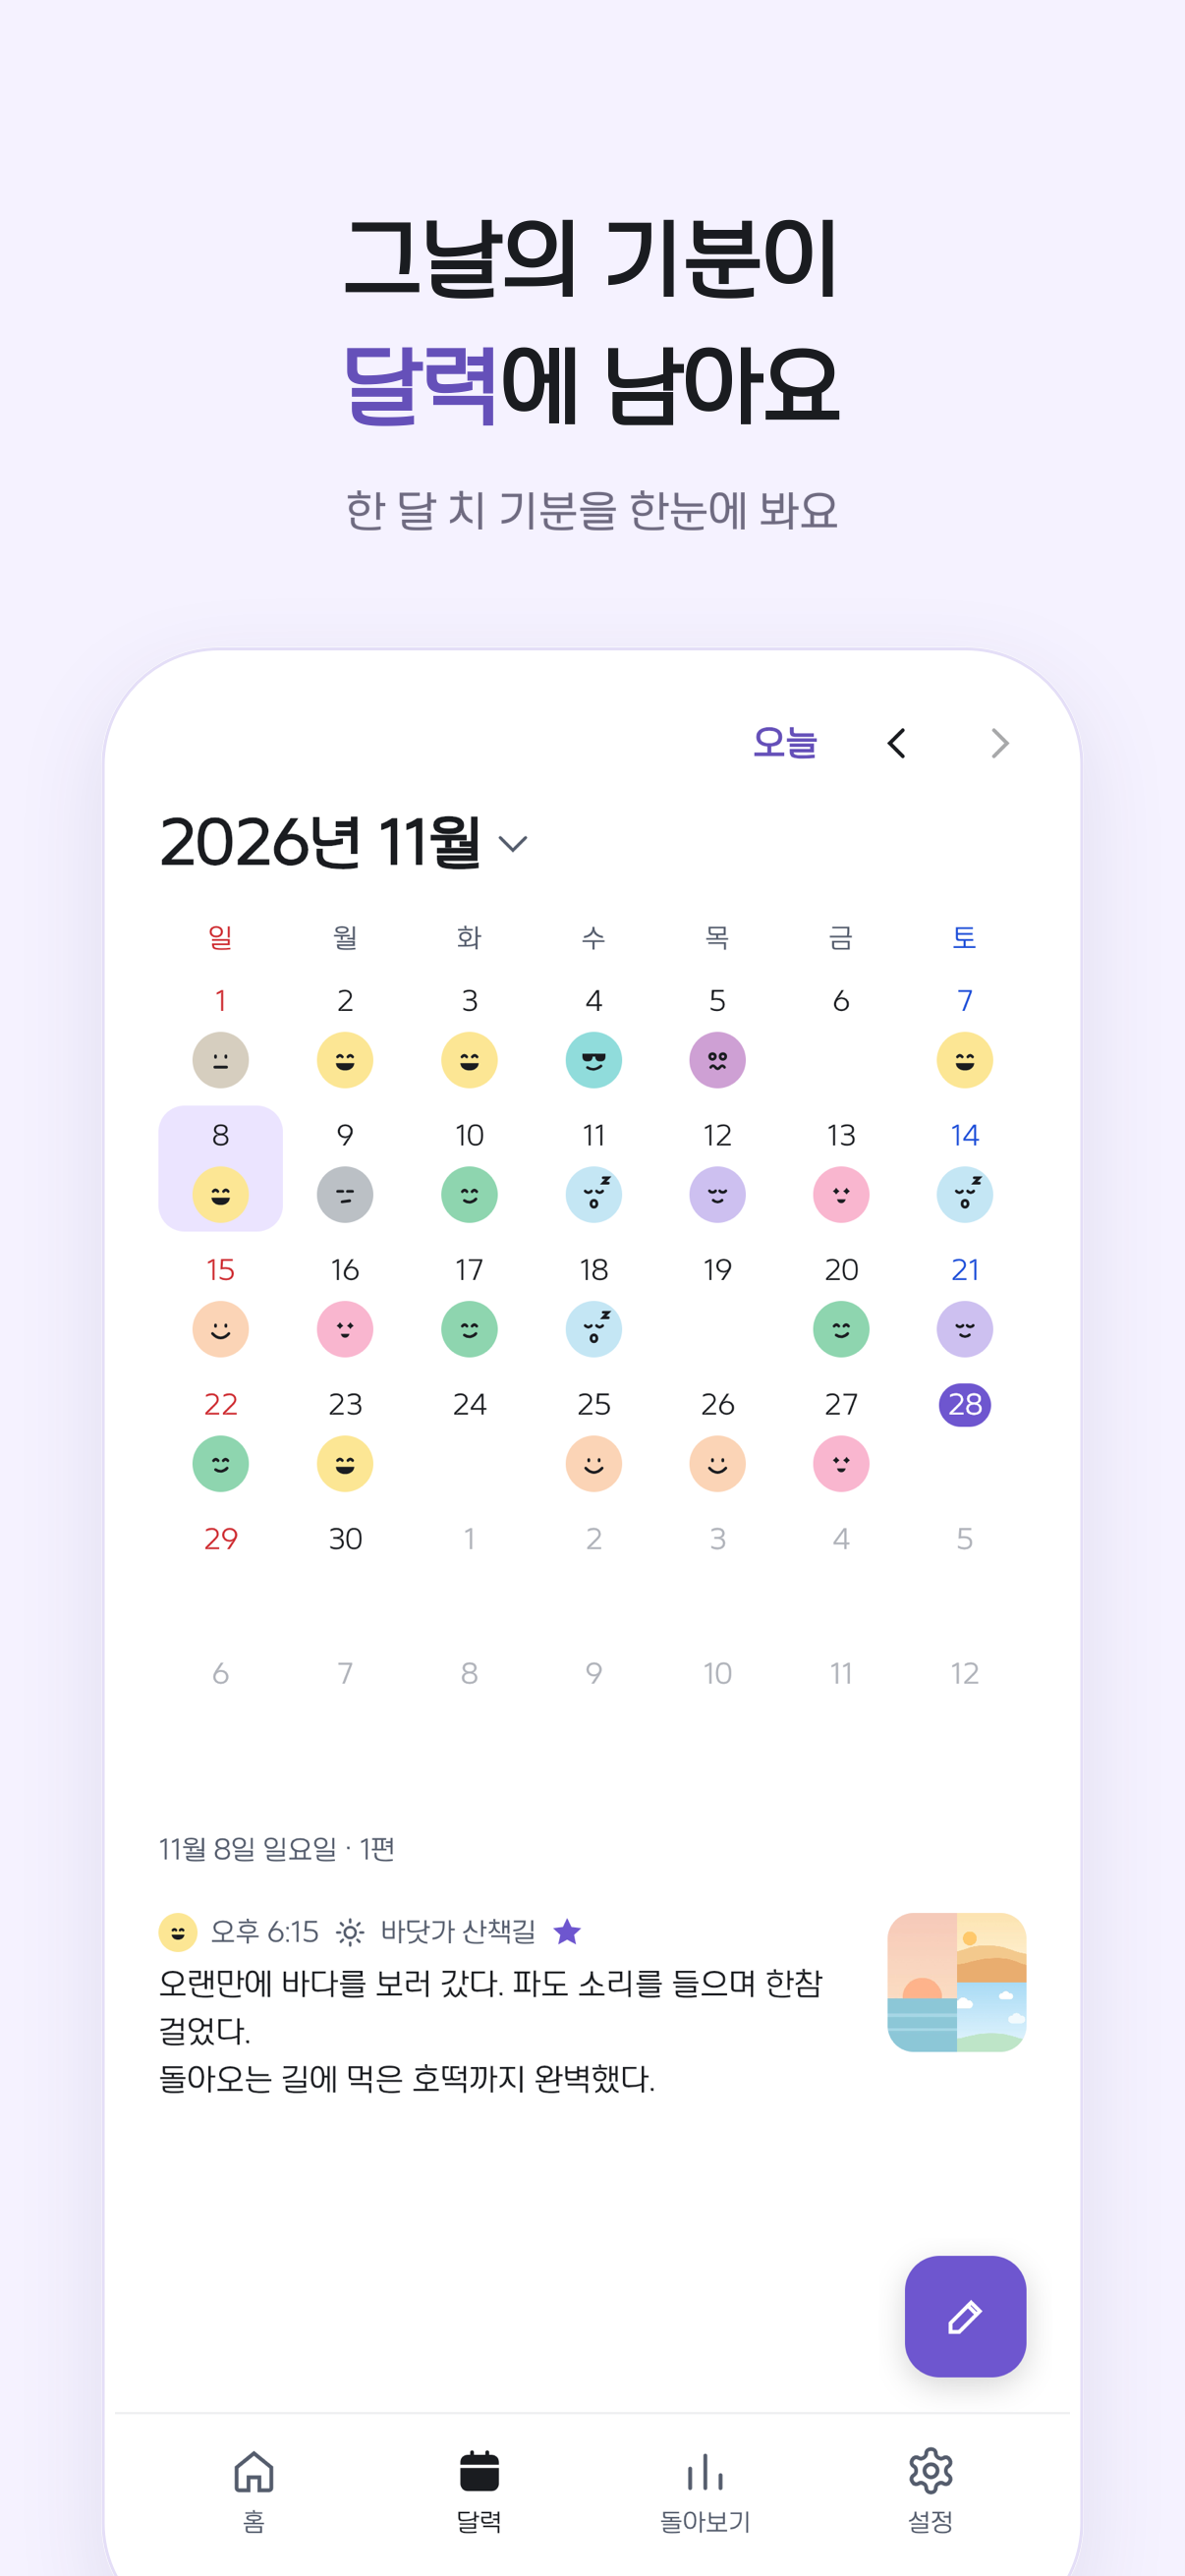 그날의 기분이
달력에 남아요
한 달 치 기분을 한눈에 봐요
오늘
2026년 11월
일 월 화 수 목 금 토
1 2 3 4 5 6 7
8 9 10 11 12 13 14
15 16 17 18 19 20 21
22 23 24 25 26 27 28
29 30 1 2 3 4 5
6 7 8 9 10 11 12
11월 8일 일요일 · 1편
오후 6:15 바닷가 산책길
오랜만에 바다를 보러 갔다. 파도 소리를 들으며 한참
걸었다.
돌아오는 길에 먹은 호떡까지 완벽했다.
홈 달력 돌아보기 설정